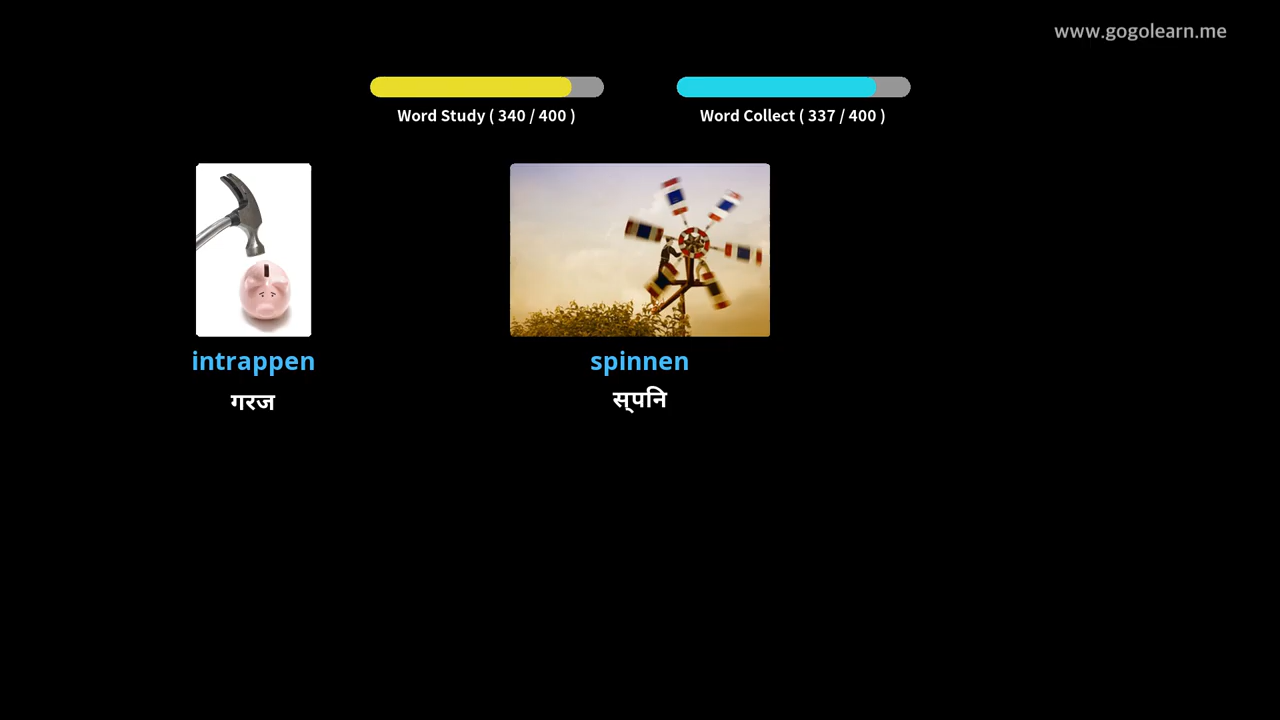 www.gogolearn.me
Word Study ( 340 / 400 )
Word Collect ( 337 / 400 )
intrappen
गरज
spinnen
स्पनि